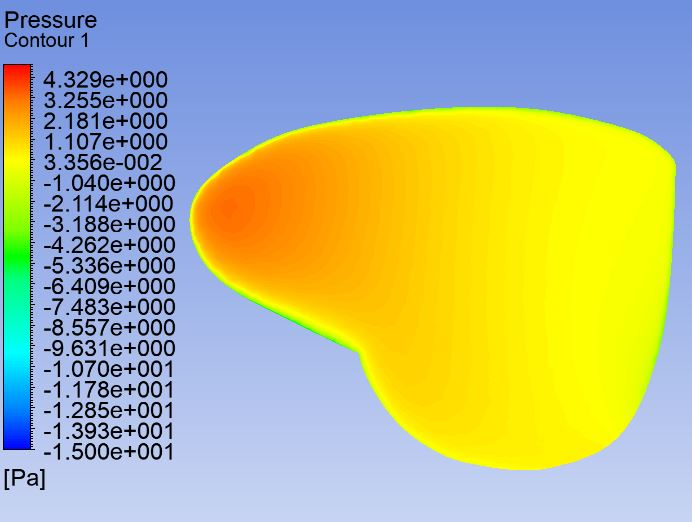 Pressure
Contour 1
4.329e+000
3.255e+000
2.181e+000
1.107e+000
3.356e-002
-1.040e+000
-2.114e+000
-3.188e+000
-4.262e+000
-5.336e+000
-6.409e+000
-7.483e+000
-8.557e+000
-9.631e+000
-1.070e+001
-1.178e+001
-1.285e+001
-1.393e+001
-1.500e+001
[Pa]